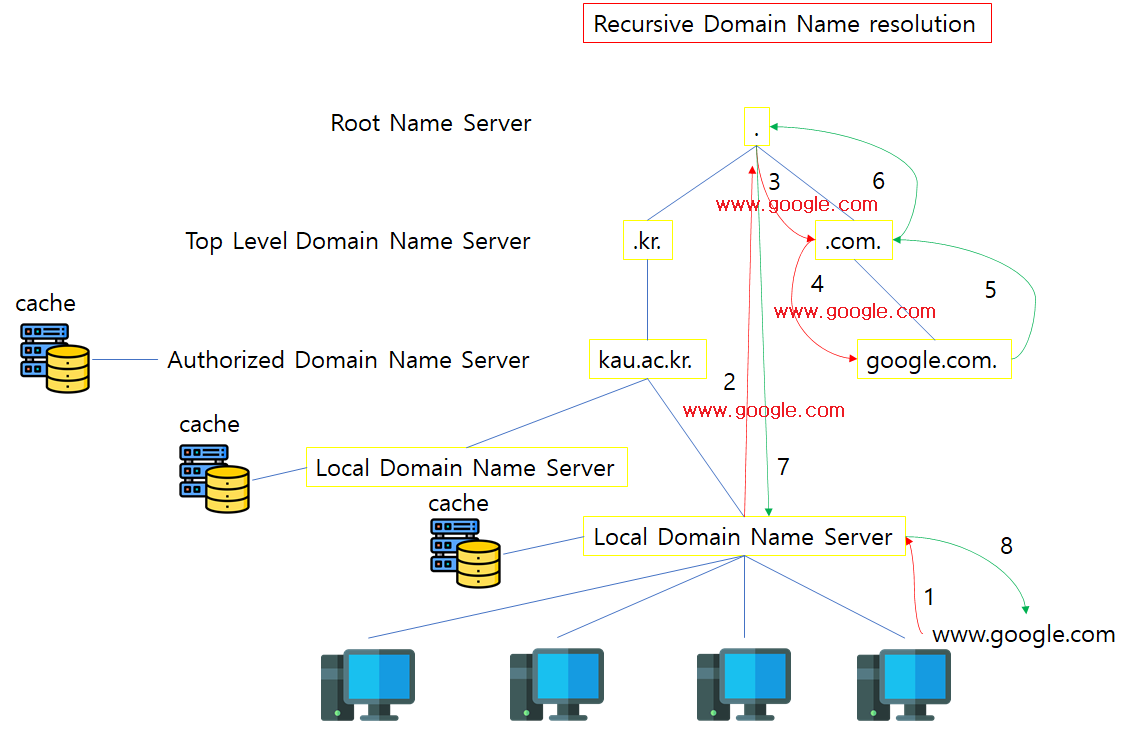 Recursive Domain Name resolution
Root Name Server
.
3
6
www.google.com
Top Level Domain Name Server
.kr.
.com.
4
5
cache
www.google.com
Authorized Domain Name Server
kau.ac.kr.
google.com.
2
www.google.com
cache
Local Domain Name Server
7
cache
Local Domain Name Server
8
1
www.google.com